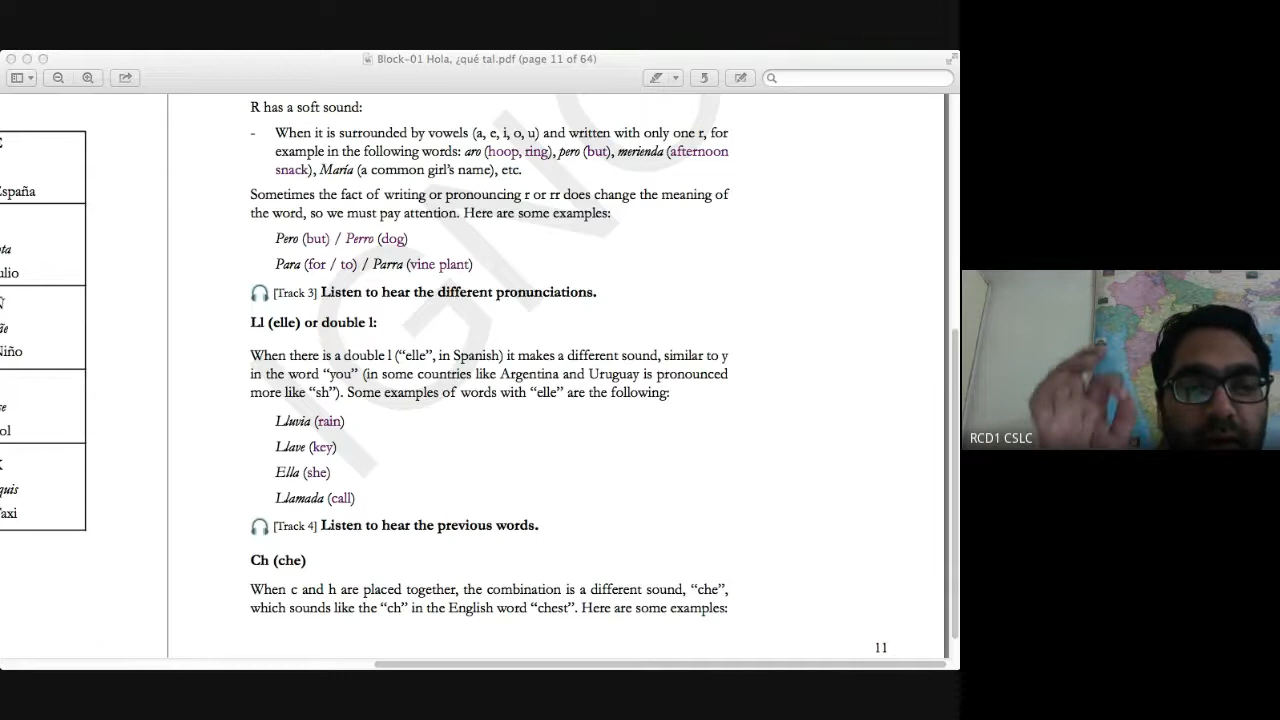 Block-01 Hola, ¿qué tal.pdf (page 11 of 64)
R has a soft sound:
- When it is surrounded by vowels (a, e, i, o, u) and written with only one r, for
example in the following words: aro (hoop, ring), pero (but), merienda (afternoon
snack), María (a common girl's name), etc.
Sometimes the fact of writing or pronouncing r or rr does change the meaning of
the word, so we must pay attention. Here are some examples:
Pero (but) / Perro (dog)
Para (for / to) / Parra (vine plant)
[Track 3] Listen to hear the different pronunciations.
Ll (elle) or double l:
When there is a double l (“elle”, in Spanish) it makes a different sound, similar to y
in the word “you” (in some countries like Argentina and Uruguay is pronounced
more like “sh”). Some examples of words with “elle” are the following:
Lluvia (rain)
Llave (key)
Ella (she)
Llamada (call)
[Track 4] Listen to hear the previous words.
Ch (che)
When c and h are placed together, the combination is a different sound, “che”,
which sounds like the “ch” in the English word “chest”. Here are some examples:
11
España
ota
ulio
Ñ
ñe
Niño
se
ol
quis
axi
RCD1 CSLC